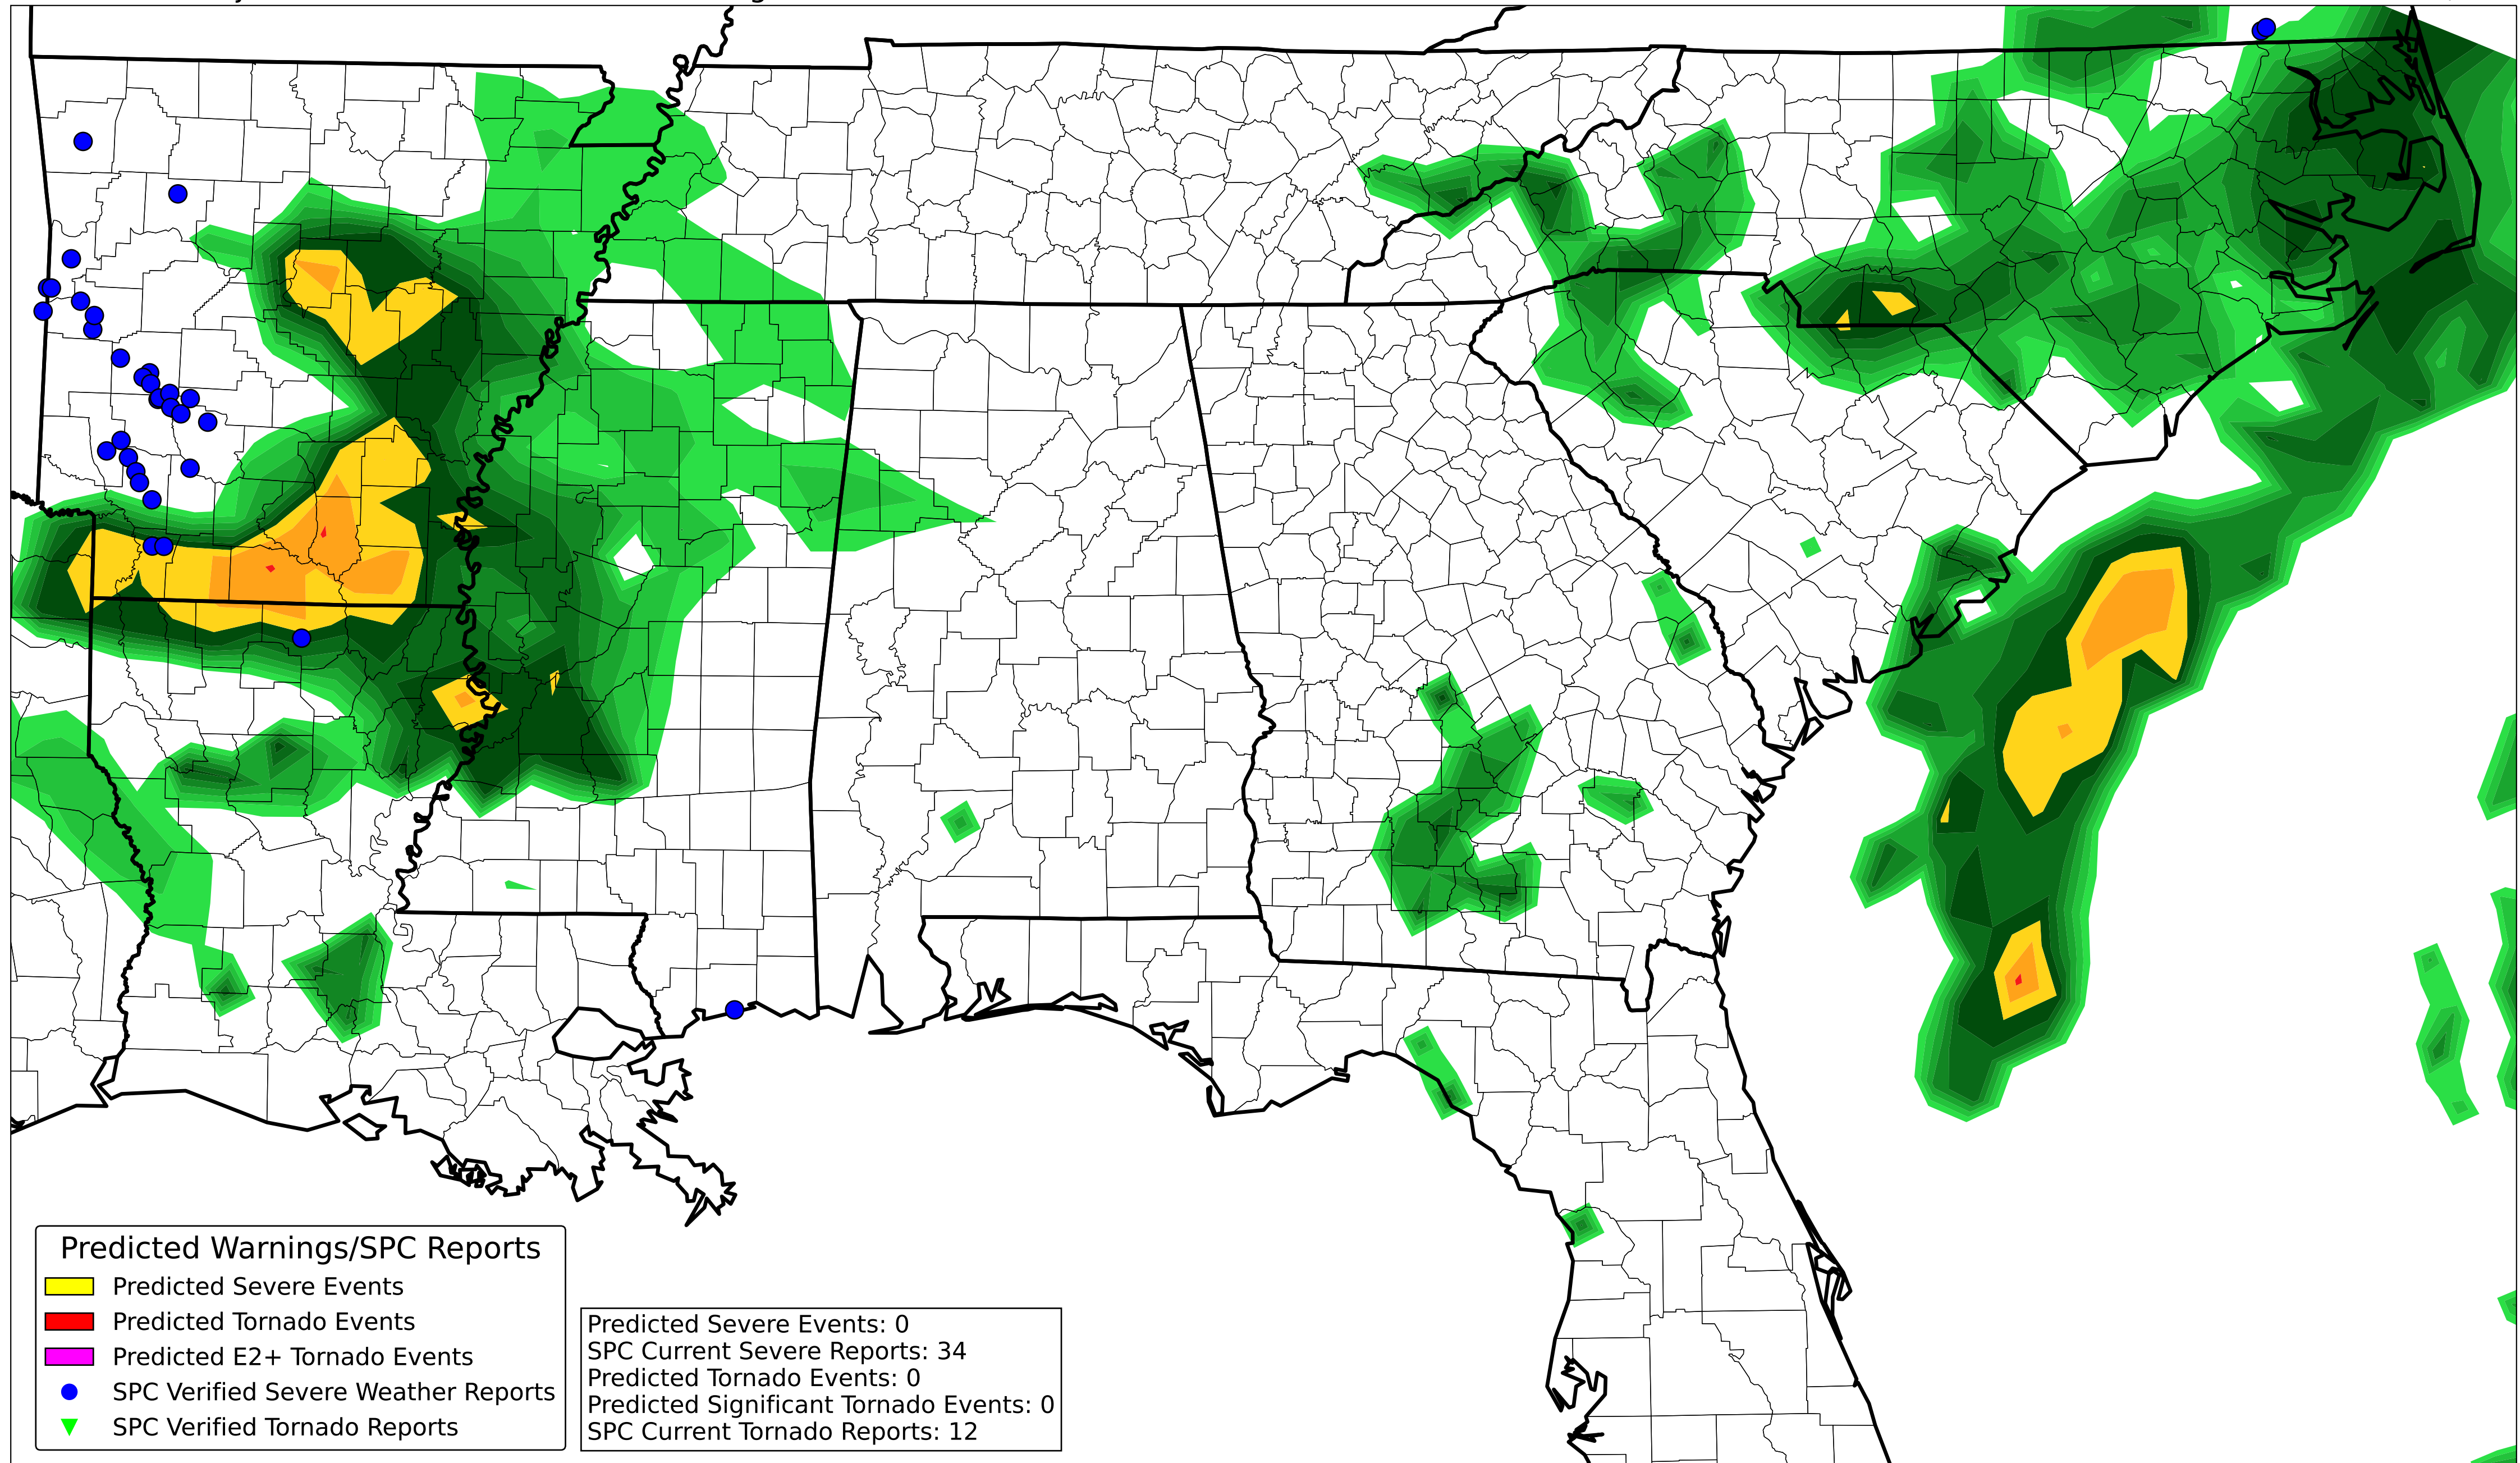 Predicted Warnings/SPC Reports
Predicted Severe Events
Predicted Tornado Events
Predicted E2+ Tornado Events
SPC Verified Severe Weather Reports
SPC Verified Tornado Reports
Predicted Severe Events: 0
SPC Current Severe Reports: 34
Predicted Tornado Events: 0
Predicted Significant Tornado Events: 0
SPC Current Tornado Reports: 12